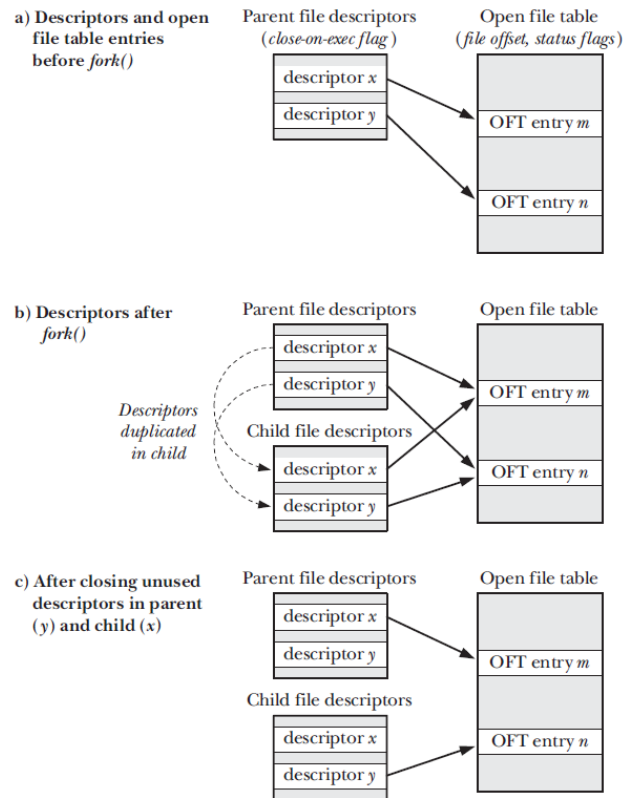 a) Descriptors and open
file table entries
before fork()
Parent file descriptors
(close-on-exec flag )
Open file table
(file offset, status flags)
descriptor x
descriptor y
OFT entry m
OFT entry n
b) Descriptors after
fork()
Parent file descriptors
Open file table
descriptor x
descriptor y
OFT entry m
Descriptors
duplicated
in child
Child file descriptors
descriptor x
descriptor y
OFT entry n
c) After closing unused
descriptors in parent
(y) and child (x)
Parent file descriptors
Open file table
descriptor x
descriptor y
OFT entry m
Child file descriptors
descriptor x
descriptor y
OFT entry n